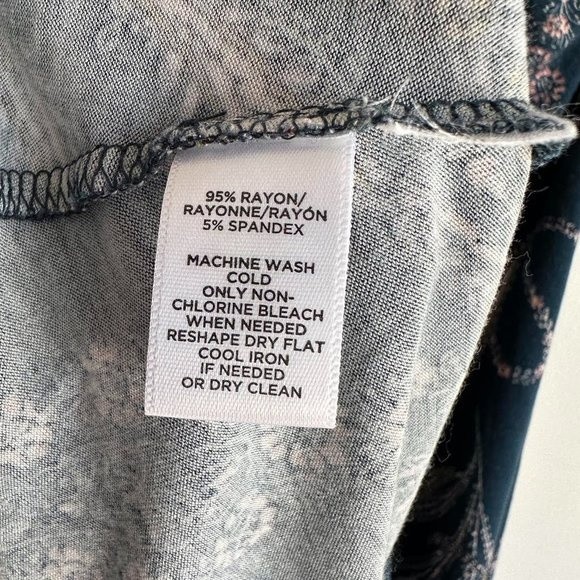 95% RAYON/
RAYONNE/RAYÓN
5% SPANDEX
MACHINE WASH
COLD
ONLY NON-
CHLORINE BLEACH
WHEN NEEDED
RESHAPE DRY FLAT
COOL IRON
IF NEEDED
OR DRY CLEAN